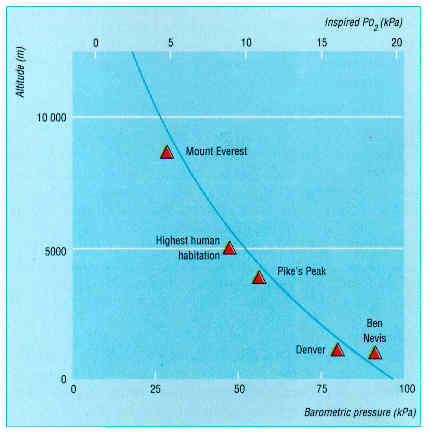 Inspired PO2 (kPa)
0 5 10 15 20
Altitude (m)
10 000
Mount Everest
Highest human
habitation
5000
Pike's Peak
Ben
Nevis
Denver
0
0 25 50 75 100
Barometric pressure (kPa)